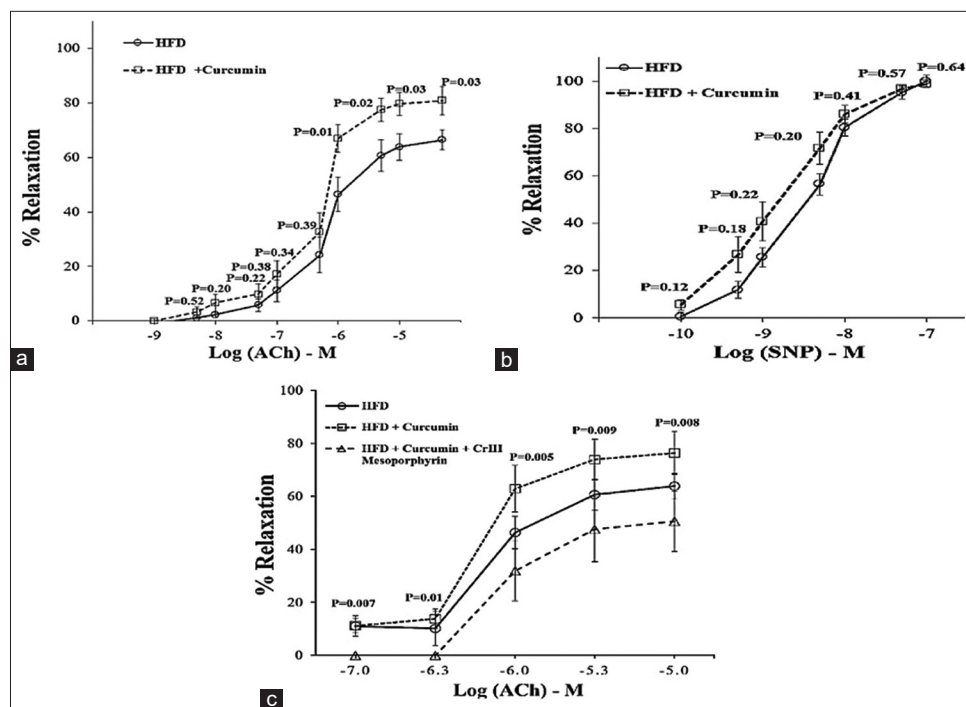 100
80
60
40
20
0
% Relaxation
HFD
HFD +Curcumin
P=0.52
P=0.20
P=0.22
P=0.38
P=0.34
P=0.39
P=0.01
P=0.02
P=0.03
P=0.03
-9
-8
-7
-6
-5
Log (ACh) - M
a
100
80
60
40
20
0
% Relaxation
HFD
HFD + Curcumin
P=0.12
P=0.18
P=0.22
P=0.20
P=0.41
P=0.57
P=0.64
-10
-9
-8
-7
Log (SNP) - M
b
100
80
60
40
20
0
% Relaxation
HFD
HFD + Curcumin
HFD + Curcumin + CrIII
Mesoporphyrin
P=0.007
P=0.01
P=0.005
P=0.009
P=0.008
-7.0
-6.3
-6.0
-5.3
-5.0
Log (ACh) - M
c